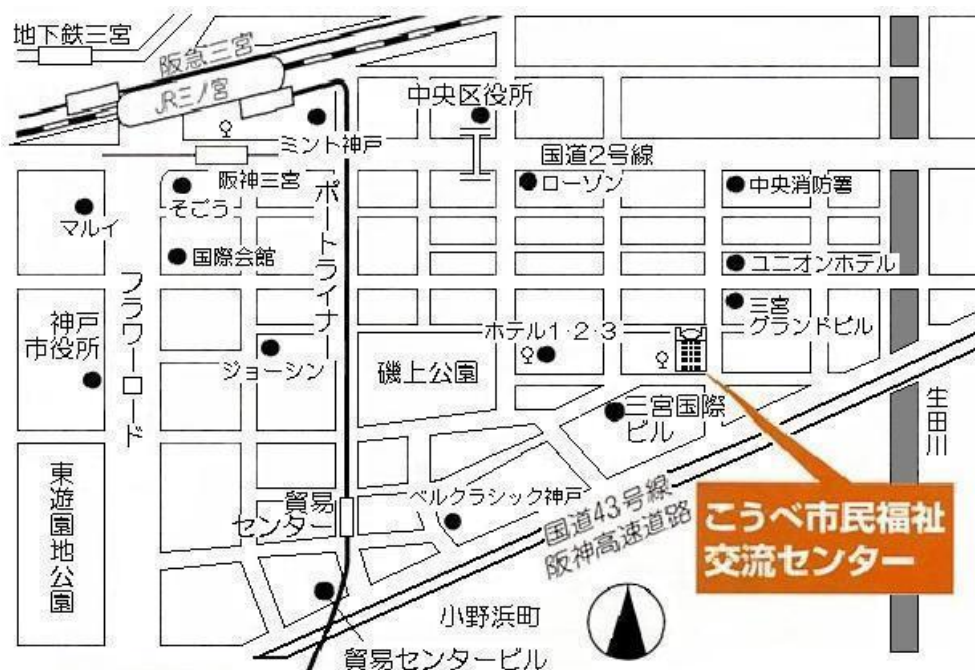 地下鉄三宮
阪急三宮
JR三ノ宮
中央区役所
ミント神戸
国道2号線
阪神三宮
そごう
ポートライナー
ローソン
中央消防署
マルイ
国際会館
ユニオンホテル
フラワーロード
三宮
グランドビル
神戸
市役所
ホテル1・2・3
ジョーシン
磯上公園
三宮国際
ビル
生田川
東遊園地公園
貿易
センター
ベルクラシック神戸
国道43号線
阪神高速道路
こうべ市民福祉
交流センター
小野浜町
貿易センタービル